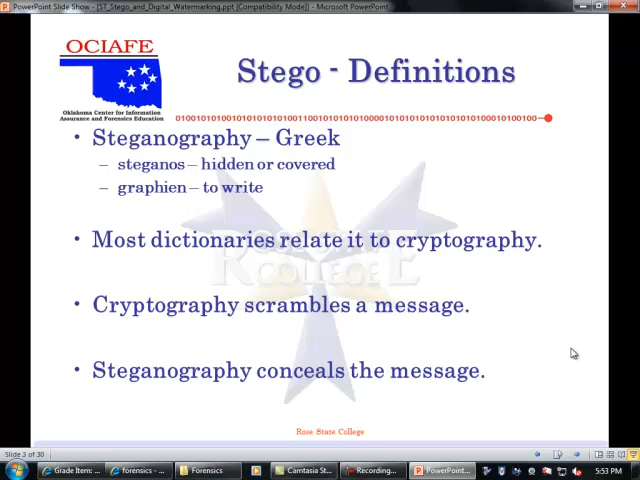 PowerPoint Slide Show - [ST_Stego_and_Digital_Watermarking.ppt [Compatibility Mode]] - Microsoft PowerPoint
OCIAFE
Oklahoma Center for Information
Assurance and Forensics Education
Stego - Definitions
• Steganography – Greek
– steganos – hidden or covered
– graphien – to write
• Most dictionaries relate it to cryptography.
• Cryptography scrambles a message.
• Steganography conceals the message.
ROSE STATE
COLLEGE
Rose State College
Slide 3 of 30
Grade Item: ...
forensics - ...
Forensics
Camtasia St...
Recording...
PowerPoint...
5:53 PM